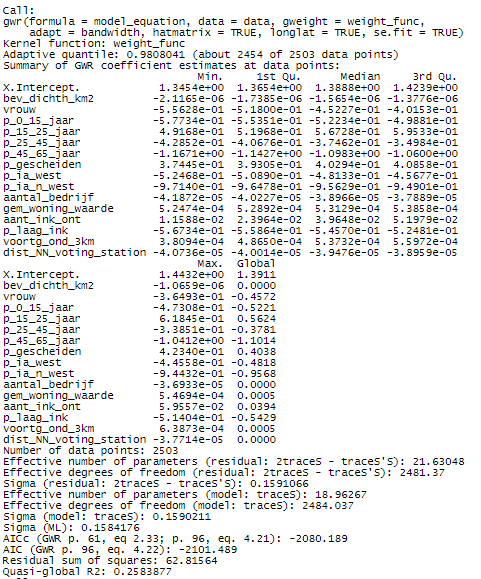 Call:
gwr(formula = model_equation, data = data, gweight = weight_func,
adapt = bandwidth, hatmatrix = TRUE, longlat = TRUE, se.fit = TRUE)
Kernel function: weight_func
Adaptive quantile: 0.9804041 (about 2454 of 2503 data points)
Summary of GWR coefficient estimates at data points:
Min. 1st Qu. Median 3rd Qu.
X.Intercept. 1.3454e+00 1.3654e+00 1.3888e+00 1.4239e+00
bev_dichth_km2 -2.1165e-06 -1.7385e-06 -1.5654e-06 -1.3776e-06
vrouw -5.5628e-01 -5.1800e-01 -4.5227e-01 -4.0153e-01
p_0_15_jaar -5.7734e-01 -5.5351e-01 -5.2234e-01 -4.9881e-01
p_15_25_jaar 4.9168e-01 5.1968e-01 5.6728e-01 5.9533e-01
p_25_45_jaar -4.2852e-01 -4.0676e-01 -3.7462e-01 -3.4984e-01
p_45_65_jaar -1.1671e+00 -1.1427e+00 -1.0983e+00 -1.0600e+00
p_gescheiden 3.7445e-01 3.9305e-01 4.0294e-01 4.0858e-01
p_ia_west -5.2468e-01 -5.0890e-01 -4.8133e-01 -4.5677e-01
p_ia_n_west -9.7140e-01 -9.6478e-01 -9.5629e-01 -9.4901e-01
aantal_bedrijf -4.1872e-05 -4.0227e-05 -3.8966e-05 -3.7889e-05
gem_woning_waarde 5.2474e-04 5.2892e-04 5.3129e-04 5.3858e-04
aant_ink_ont 1.1588e-02 2.3964e-02 3.9648e-02 5.1979e-02
p_laag_ink -5.6734e-01 -5.5864e-01 -5.4570e-01 -5.2481e-01
voortg_ond_3km 3.8094e-04 4.8650e-04 5.3732e-04 5.5972e-04
dist_NN_voting_station -4.0736e-05 -4.0014e-05 -3.9476e-05 -3.8959e-05
Max. Global
X.Intercept. 1.4432e+00 1.3911
bev_dichth_km2 -1.0659e-06 0.0000
vrouw -3.6493e-01 -0.4572
p_0_15_jaar -4.7308e-01 -0.5221
p_15_25_jaar 6.1845e-01 0.5624
p_25_45_jaar -3.3851e-01 -0.3781
p_45_65_jaar -1.0412e+00 -1.1014
p_gescheiden 4.2340e-01 0.4038
p_ia_west -4.4558e-01 -0.4818
p_ia_n_west -9.4432e-01 -0.9568
aantal_bedrijf -3.6933e-05 0.0000
gem_woning_waarde 5.4694e-04 0.0005
aant_ink_ont 5.9557e-02 0.0394
p_laag_ink -5.1404e-01 -0.5429
voortg_ond_3km 6.3873e-04 0.0005
dist_NN_voting_station -3.7714e-05 0.0000
Number of data points: 2503
Effective number of parameters (residual: 2traceS - traceS'S): 21.63048
Effective degrees of freedom (residual: 2traceS - traceS'S): 2481.37
Sigma (residual: 2traceS - traceS'S): 0.1591066
Effective number of parameters (model: traceS): 18.96267
Effective degrees of freedom (model: traceS): 2484.037
Sigma (model: traceS): 0.1590211
Sigma (ML): 0.1584176
AICc (GWR p. 61, eq 2.33; p. 96, eq. 4.21): -2080.189
AIC (GWR p. 96, eq. 4.22): -2101.489
Residual sum of squares: 62.81564
Quasi-global R2: 0.2583877